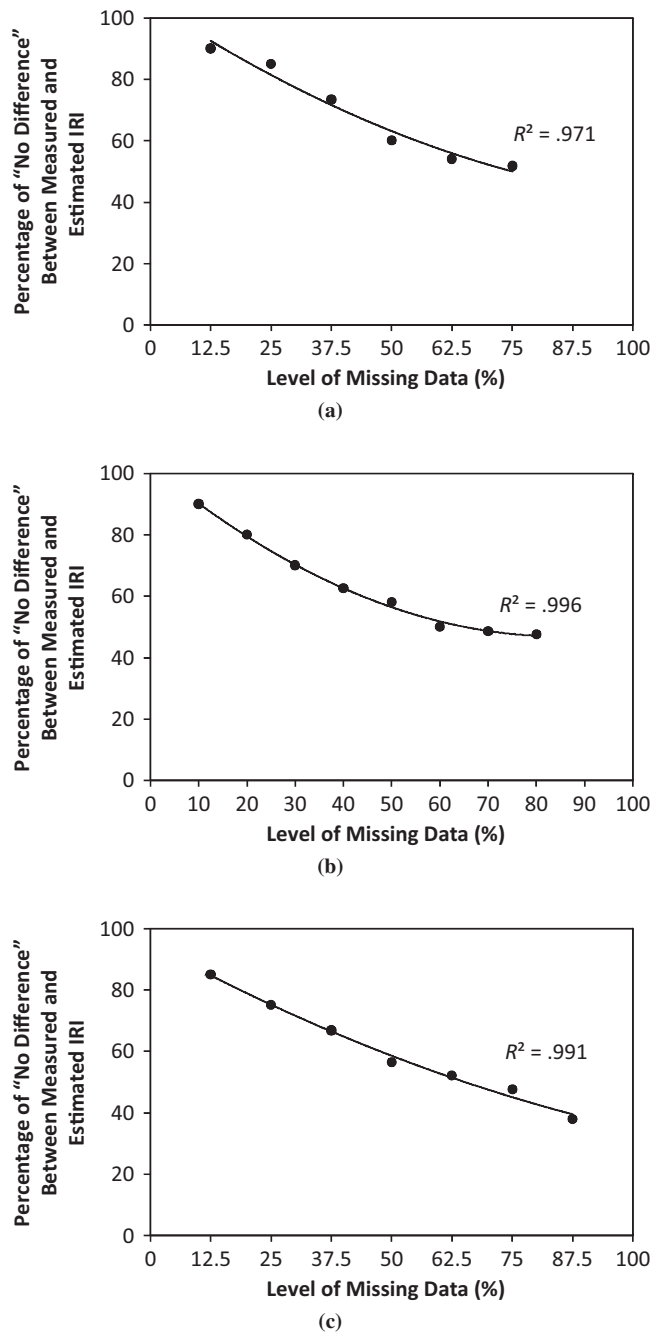 Percentage of “No Difference”
Between Measured and
Estimated IRI
100
80
60
40
20
0
R² = .971
0 12.5 25 37.5 50 62.5 75 87.5 100
Level of Missing Data (%)
(a)
Percentage of “No Difference”
Between Measured and
Estimated IRI
100
80
60
40
20
0
R² = .996
0 10 20 30 40 50 60 70 80 90 100
Level of Missing Data (%)
(b)
Percentage of “No Difference”
Between Measured and
Estimated IRI
100
80
60
40
20
0
R² = .991
0 12.5 25 37.5 50 62.5 75 87.5 100
Level of Missing Data (%)
(c)